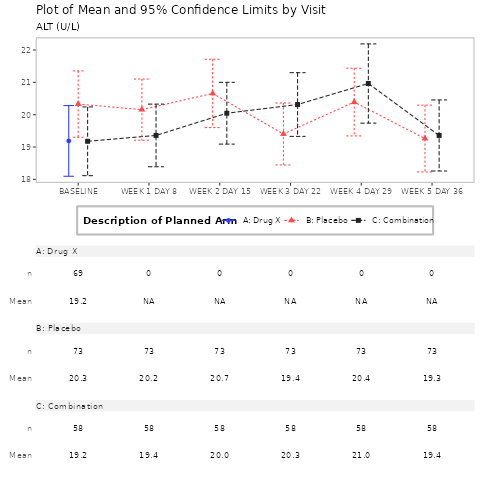 Plot of Mean and 95% Confidence Limits by Visit
ALT (U/L)
22
21
20
19
18
BASELINE WEEK 1 DAY 8 WEEK 2 DAY 15 WEEK 3 DAY 22 WEEK 4 DAY 29 WEEK 5 DAY 36
Description of Planned Arm A: Drug X B: Placebo C: Combination
A: Drug X
n 69 0 0 0 0 0
Mean 19.2 NA NA NA NA NA
B: Placebo
n 73 73 73 73 73 73
Mean 20.3 20.2 20.7 19.4 20.4 19.3
C: Combination
n 58 58 58 58 58 58
Mean 19.2 19.4 20.0 20.3 21.0 19.4